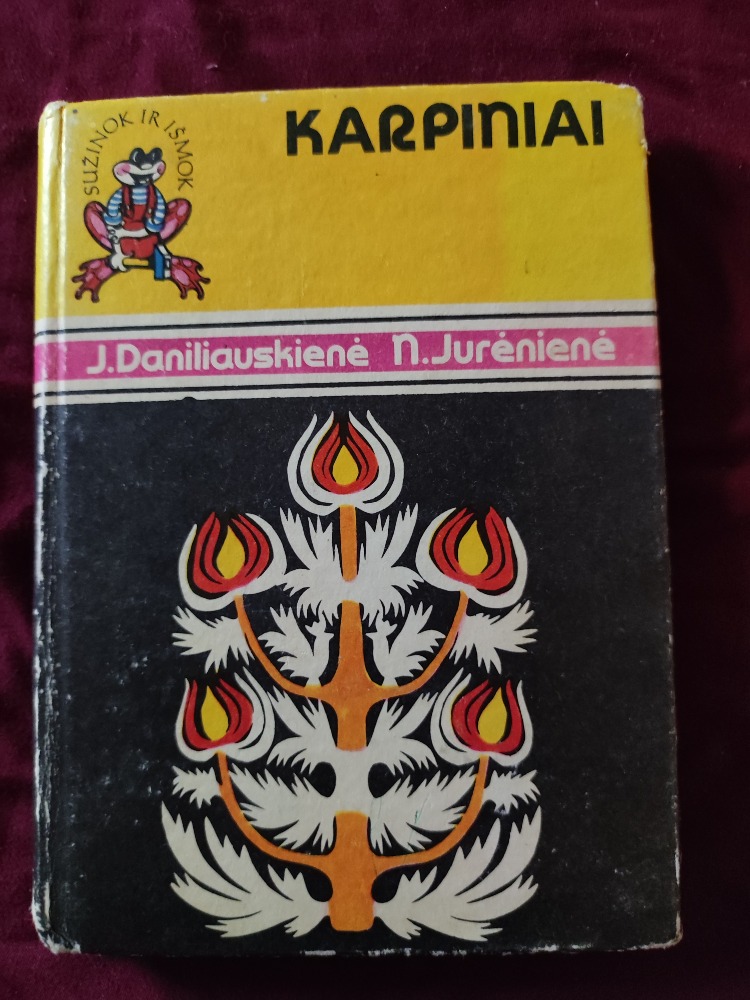 SUŽINOK IR IŠMOK
KARPINIAI
J.Daniliauskienė N.Jurėnienė